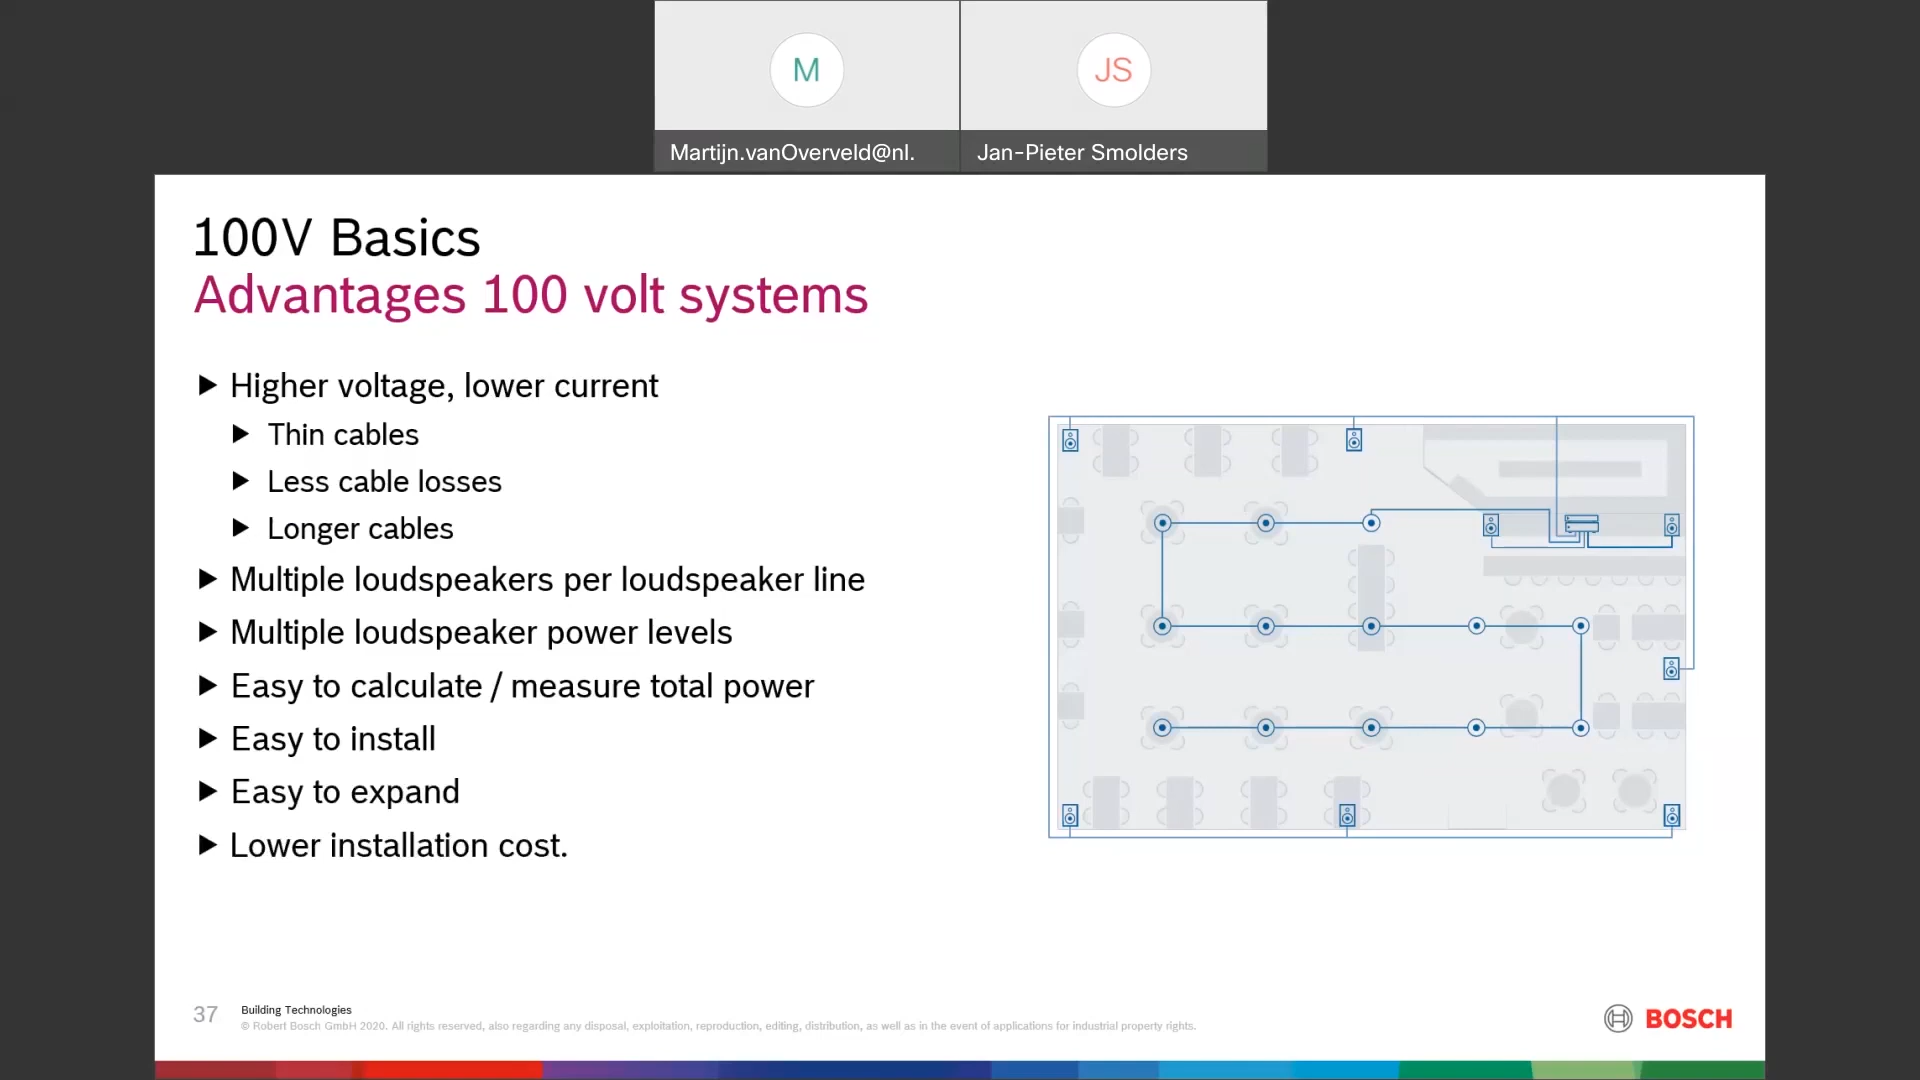 M
JS
Martijn.vanOverveld@nl.
Jan-Pieter Smolders
100V Basics
Advantages 100 volt systems
Higher voltage, lower current
Thin cables
Less cable losses
Longer cables
Multiple loudspeakers per loudspeaker line
Multiple loudspeaker power levels
Easy to calculate / measure total power
Easy to install
Easy to expand
Lower installation cost.
37
Building Technologies
© Robert Bosch GmbH 2020. All rights reserved, also regarding any disposal, exploitation, reproduction, editing, distribution, as well as in the event of applications for industrial property rights.
BOSCH